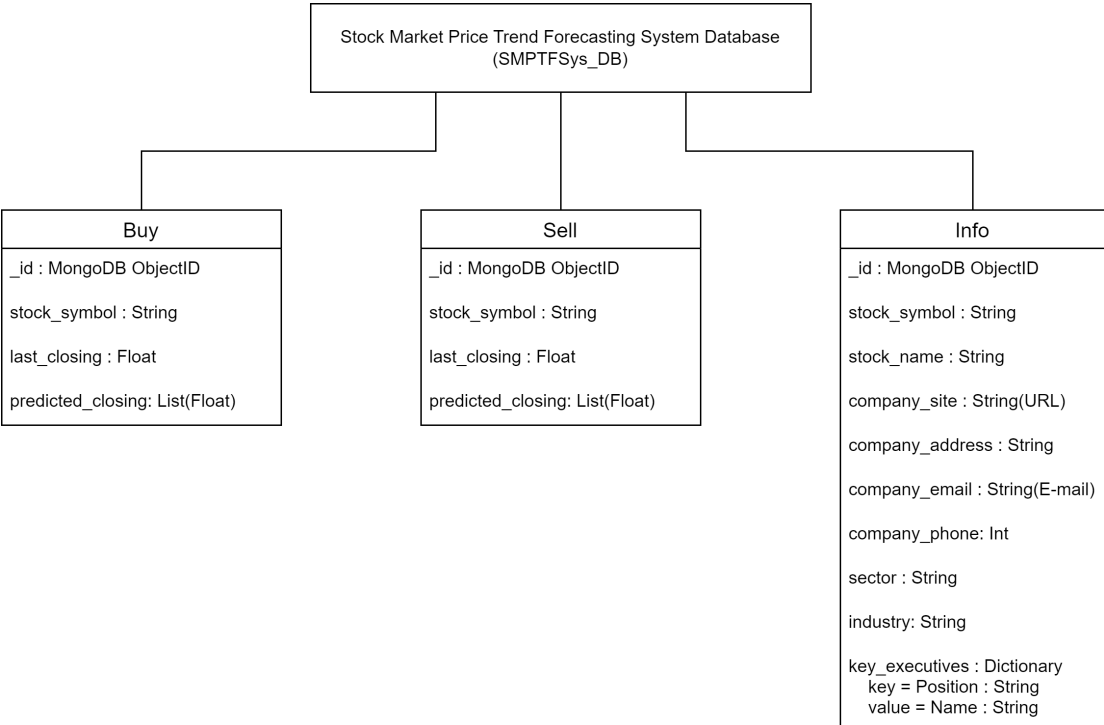 Stock Market Price Trend Forecasting System Database
(SMPTFSys_DB)
Buy
_id : MongoDB ObjectID
stock_symbol : String
last_closing : Float
predicted_closing: List(Float)
Sell
_id : MongoDB ObjectID
stock_symbol : String
last_closing : Float
predicted_closing: List(Float)
Info
_id : MongoDB ObjectID
stock_symbol : String
stock_name : String
company_site : String(URL)
company_address : String
company_email : String(E-mail)
company_phone: Int
sector : String
industry: String
key_executives : Dictionary
key = Position : String
value = Name : String